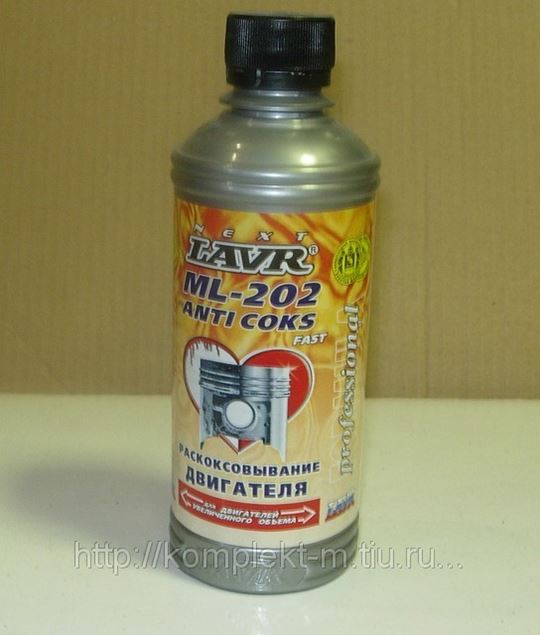 NEXT
LAVR®
ML-202
ANTI COKS
FAST
professional
РАСКОКСОВЫВАНИЕ
ДВИГАТЕЛЯ
ДЛЯ ДВИГАТЕЛЕЙ
УВЕЛИЧЕННОГО ОБЪЕМА
http://komplekt-m.tiu.ru...